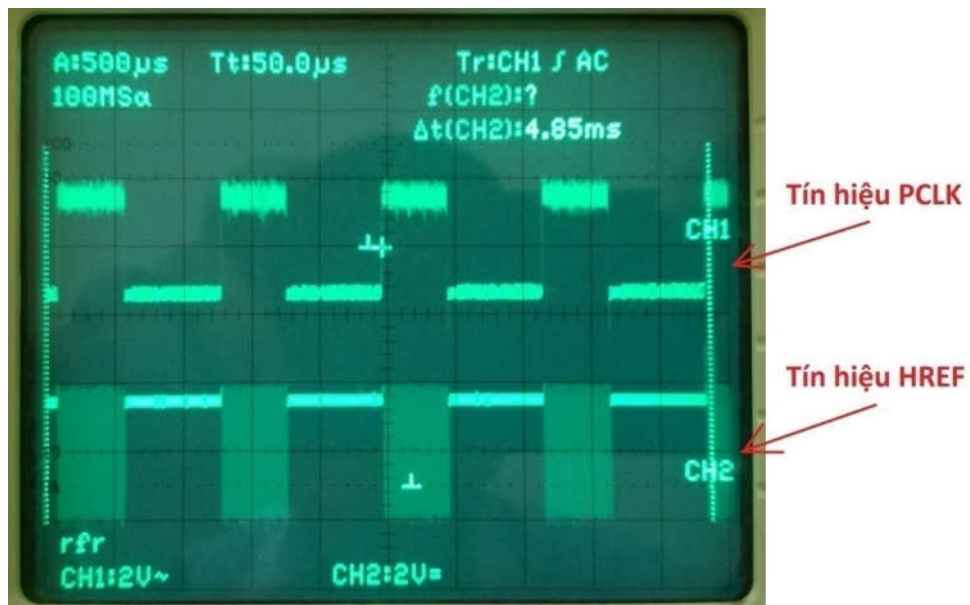 A:500µs Tt:50.0µs Tr:CH1 ∫ AC
100MSa f(CH2):?
Δt(CH2):4.85ms
Tín hiệu PCLK
CH1
Tín hiệu HREF
CH2
rfr
CH1:2V~ CH2:2V=